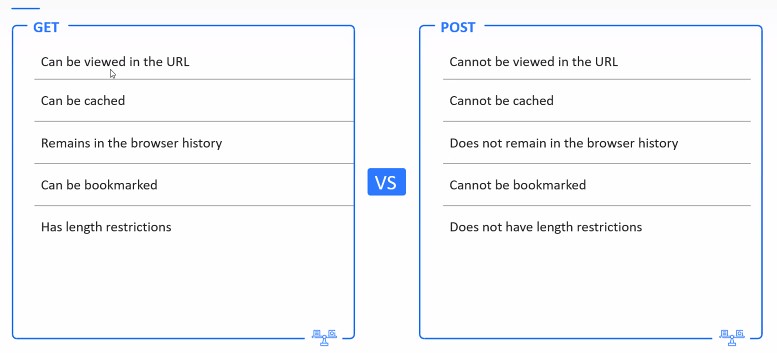 GET
Can be viewed in the URL
Can be cached
Remains in the browser history
Can be bookmarked
Has length restrictions
VS
POST
Cannot be viewed in the URL
Cannot be cached
Does not remain in the browser history
Cannot be bookmarked
Does not have length restrictions